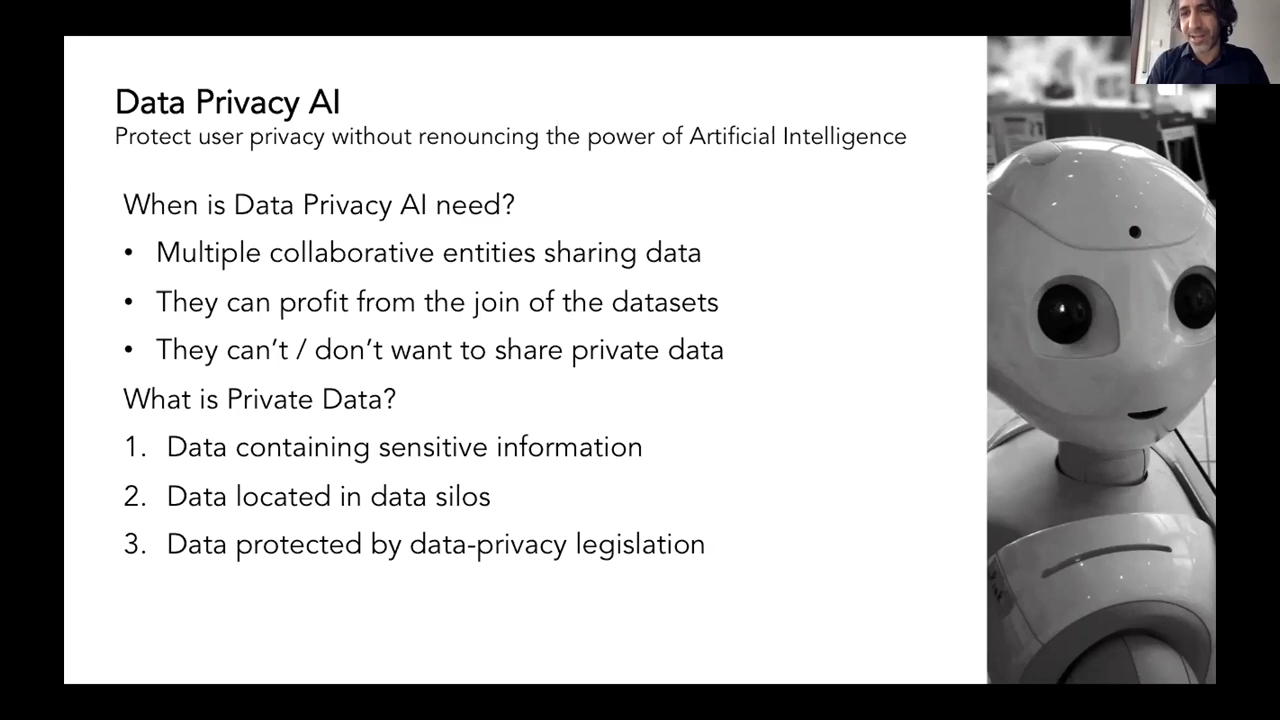 Data Privacy AI
Protect user privacy without renouncing the power of Artificial Intelligence
When is Data Privacy AI need?
• Multiple collaborative entities sharing data
• They can profit from the join of the datasets
• They can’t / don’t want to share private data
What is Private Data?
1. Data containing sensitive information
2. Data located in data silos
3. Data protected by data-privacy legislation